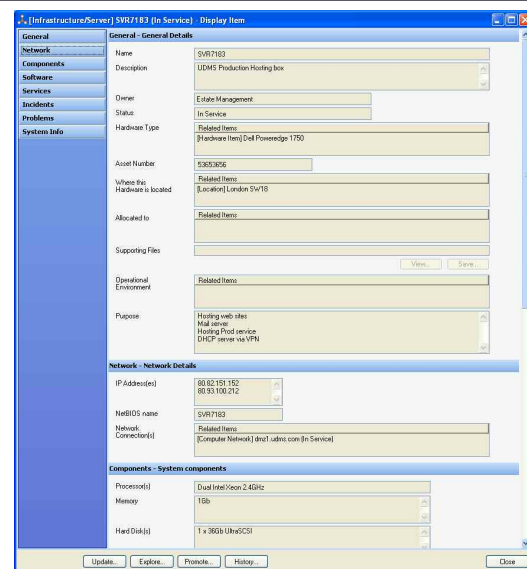 [Infrastructure/Server] SVR7183 (In Service) - Display Item
General
Network
Components
Software
Services
Incidents
Problems
System Info
General - General Details
Name
SVR7183
Description
UDMS Production Hosting box
Owner
Estate Management
Status
In Service
Hardware Type
Related Items
[Hardware Item] Dell Poweredge 1750
Asset Number
53653656
Where this
Hardware is located
Related Items
[Location] London SW18
Allocated to
Related Items
Supporting Files
View... Save...
Operational
Environment
Related Items
Purpose
Hosting web sites
Mail server
Hosting Prod service
DHCP server via VPN
Network - Network Details
IP Address(es)
80.82.151.152
80.93.100.212
NetBIOS name
SVR7183
Network
Connection(s)
Related Items
[Computer Network] dmz1.udms.com (In Service)
Components - System components
Processor(s)
Dual Intel Xeon 2.4GHz
Memory
1Gb
Hard Disk(s)
1 x 36Gb UltraSCSI
Update... Explore... Promote... History... Close